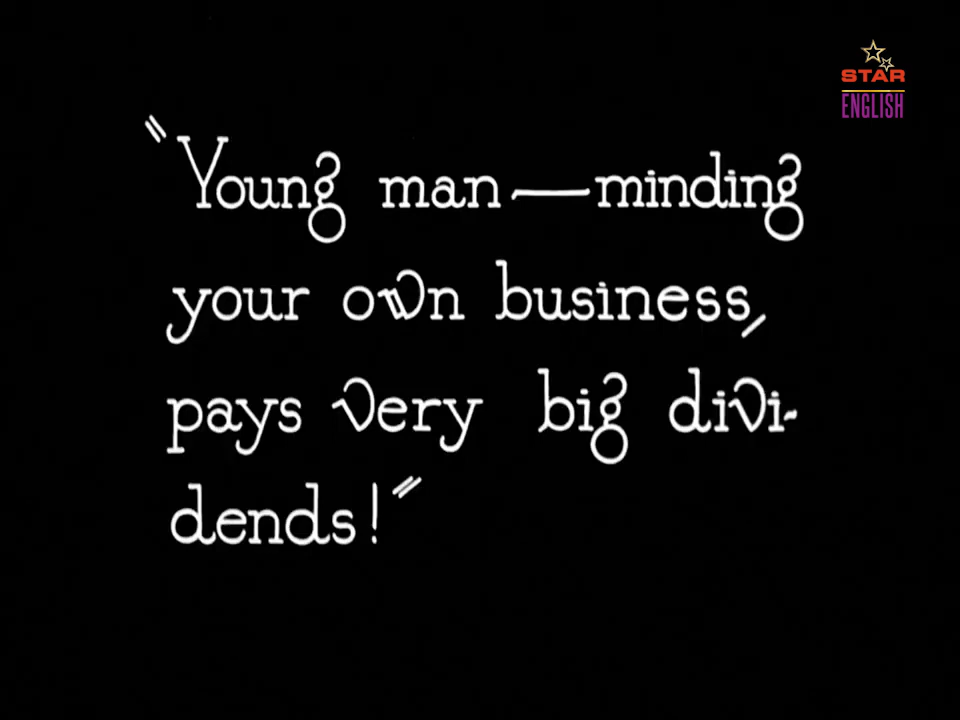 STAR
ENGLISH
"Young man—minding
your own business,
pays very big divi-
dends!"